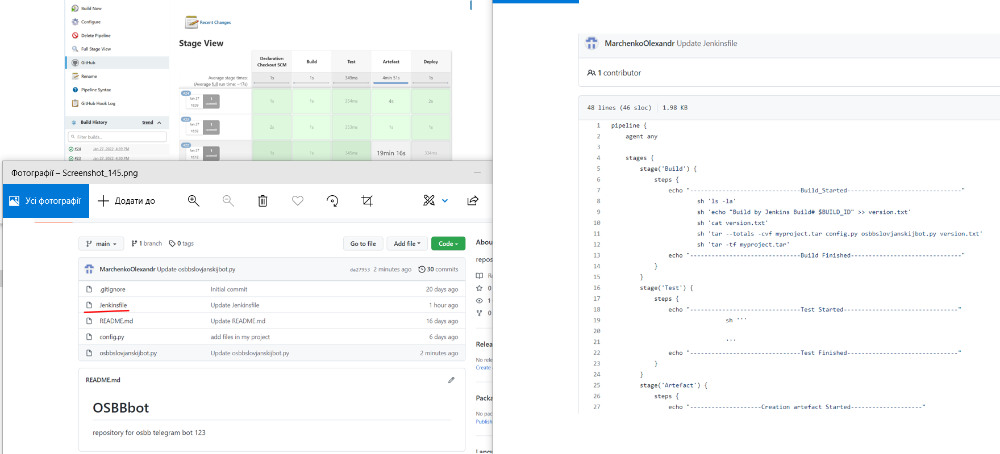 Build Now
Configure
Delete Pipeline
Full Stage View
GitHub
Rename
Pipeline Syntax
GitHub Hook Log
Build History trend
Filter builds...
#24 Jan 27, 2022, 4:39 PM
#23 Jan 27, 2022, 4:30 PM
Recent Changes
Stage View
Declarative: Checkout SCM Build Test Artefact Deploy
Average stage times: 1s 1s 349ms 4min 51s 1s
(Average full run time: ~17s)
#24
Jan 27 18:39 1 commit 1s 1s 354ms 4s 2s
#23
Jan 27 18:32 1 commit 2s 1s 353ms 1s 1s
#22
Jan 27 18:12 1 commit 1s 1s 345ms 19min 16s 334ms
Фотографії – Screenshot_145.png
Усі фотографії Додати до
main 1 branch 0 tags Go to file Add file Code
MarchenkoOlexandr Update osbbslovjanskijbot.py da27953 2 minutes ago 30 commits
.gitignore Initial commit 20 days ago
Jenkinsfile Update Jenkinsfile 1 hour ago
README.md Update README.md 16 days ago
config.py add files in my project 6 days ago
osbbslovjanskijbot.py Update osbbslovjanskijbot.py 2 minutes ago
README.md
OSBBbot
repository for osbb telegram bot 123
Abou
repos
R
0
1
0
Relea
No rele
Create
Packa
No pac
Publish
Langu
MarchenkoOlexandr Update Jenkinsfile
1 contributor
48 lines (46 sloc) 1.98 KB
1 pipeline {
2 agent any
3
4 stages {
5 stage('Build') {
6 steps {
7 echo "-------------------------------Build_Started--------------------------------"
8 sh 'ls -la'
9 sh 'echo "Build by Jenkins Build# $BUILD_ID" >> version.txt'
10 sh 'cat version.txt'
11 sh 'tar --totals -cvf myproject.tar config.py osbbslovjanskijbot.py version.txt'
12 sh 'tar -tf myproject.tar'
13 echo "-------------------------------Build Finished-------------------------------"
14 }
15 }
16 stage('Test') {
17 steps {
18 echo "-------------------------------Test Started--------------------------------"
19 sh '''
20
21 '''
22 echo "-------------------------------Test Finished-------------------------------"
23 }
24 }
25 stage('Artefact') {
26 steps {
27 echo "--------------------Creation artefact Started--------------------"